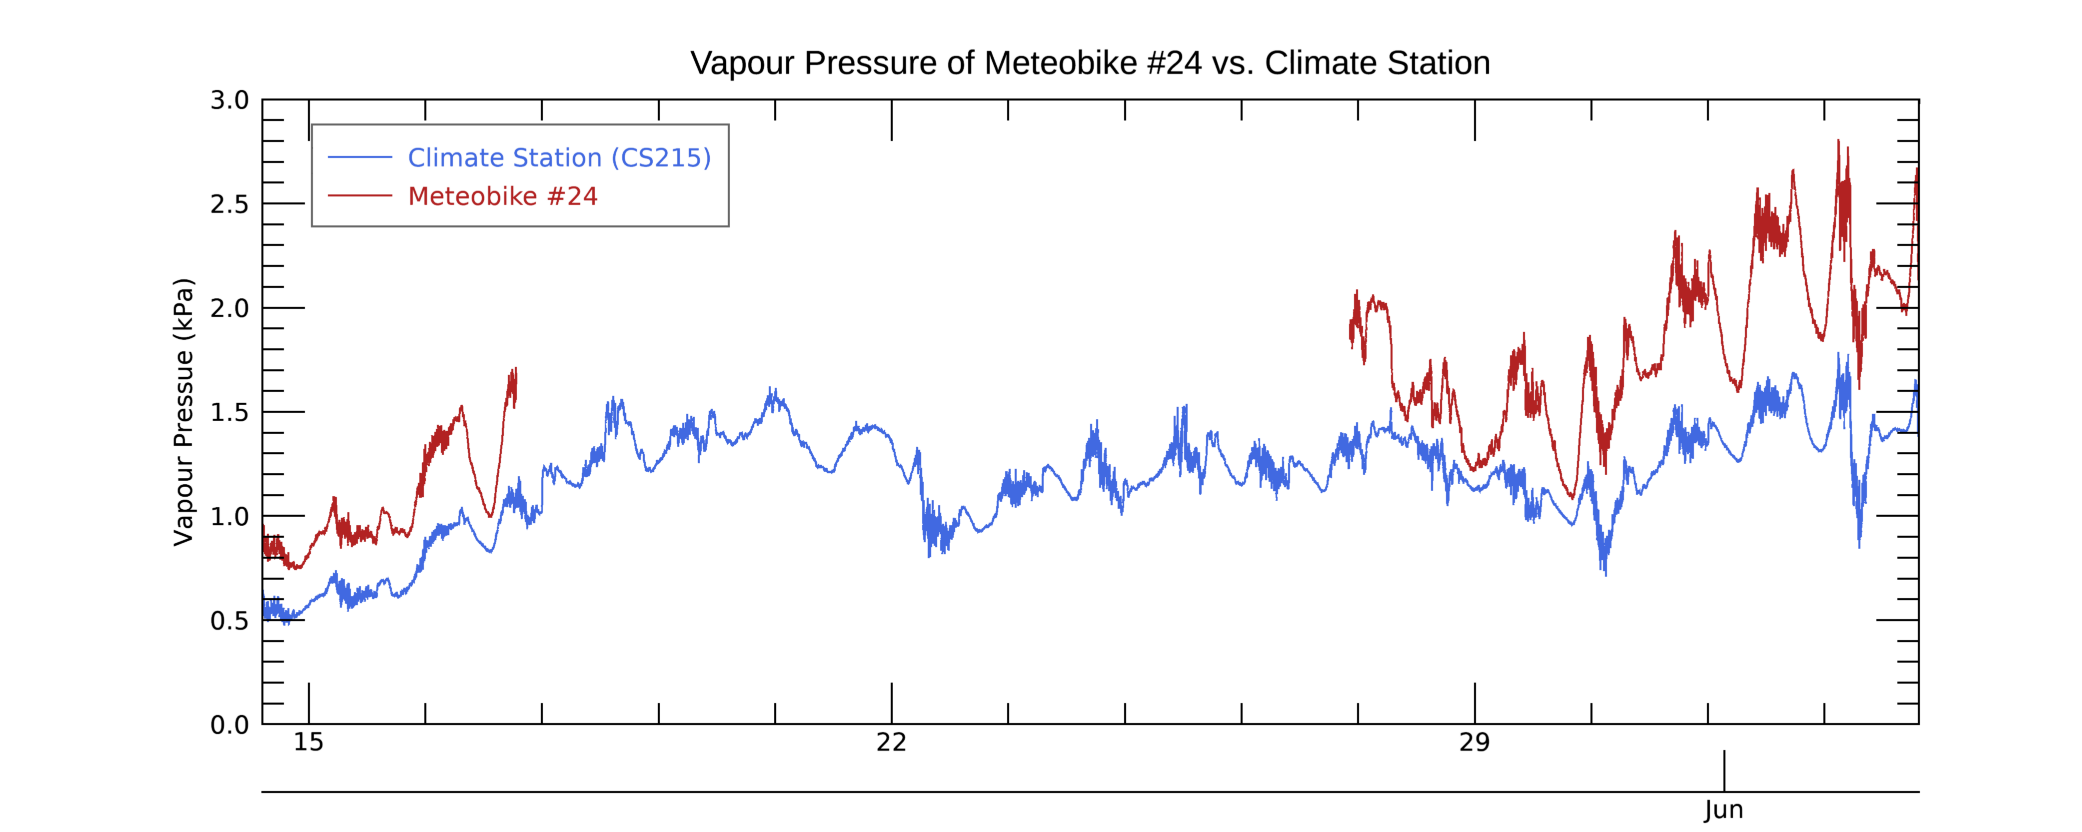 Vapour Pressure of Meteobike #24 vs. Climate Station
Vapour Pressue (kPa)
3.0
2.5
2.0
1.5
1.0
0.5
0.0
Climate Station (CS215)
Meteobike #24
15
22
29
Jun